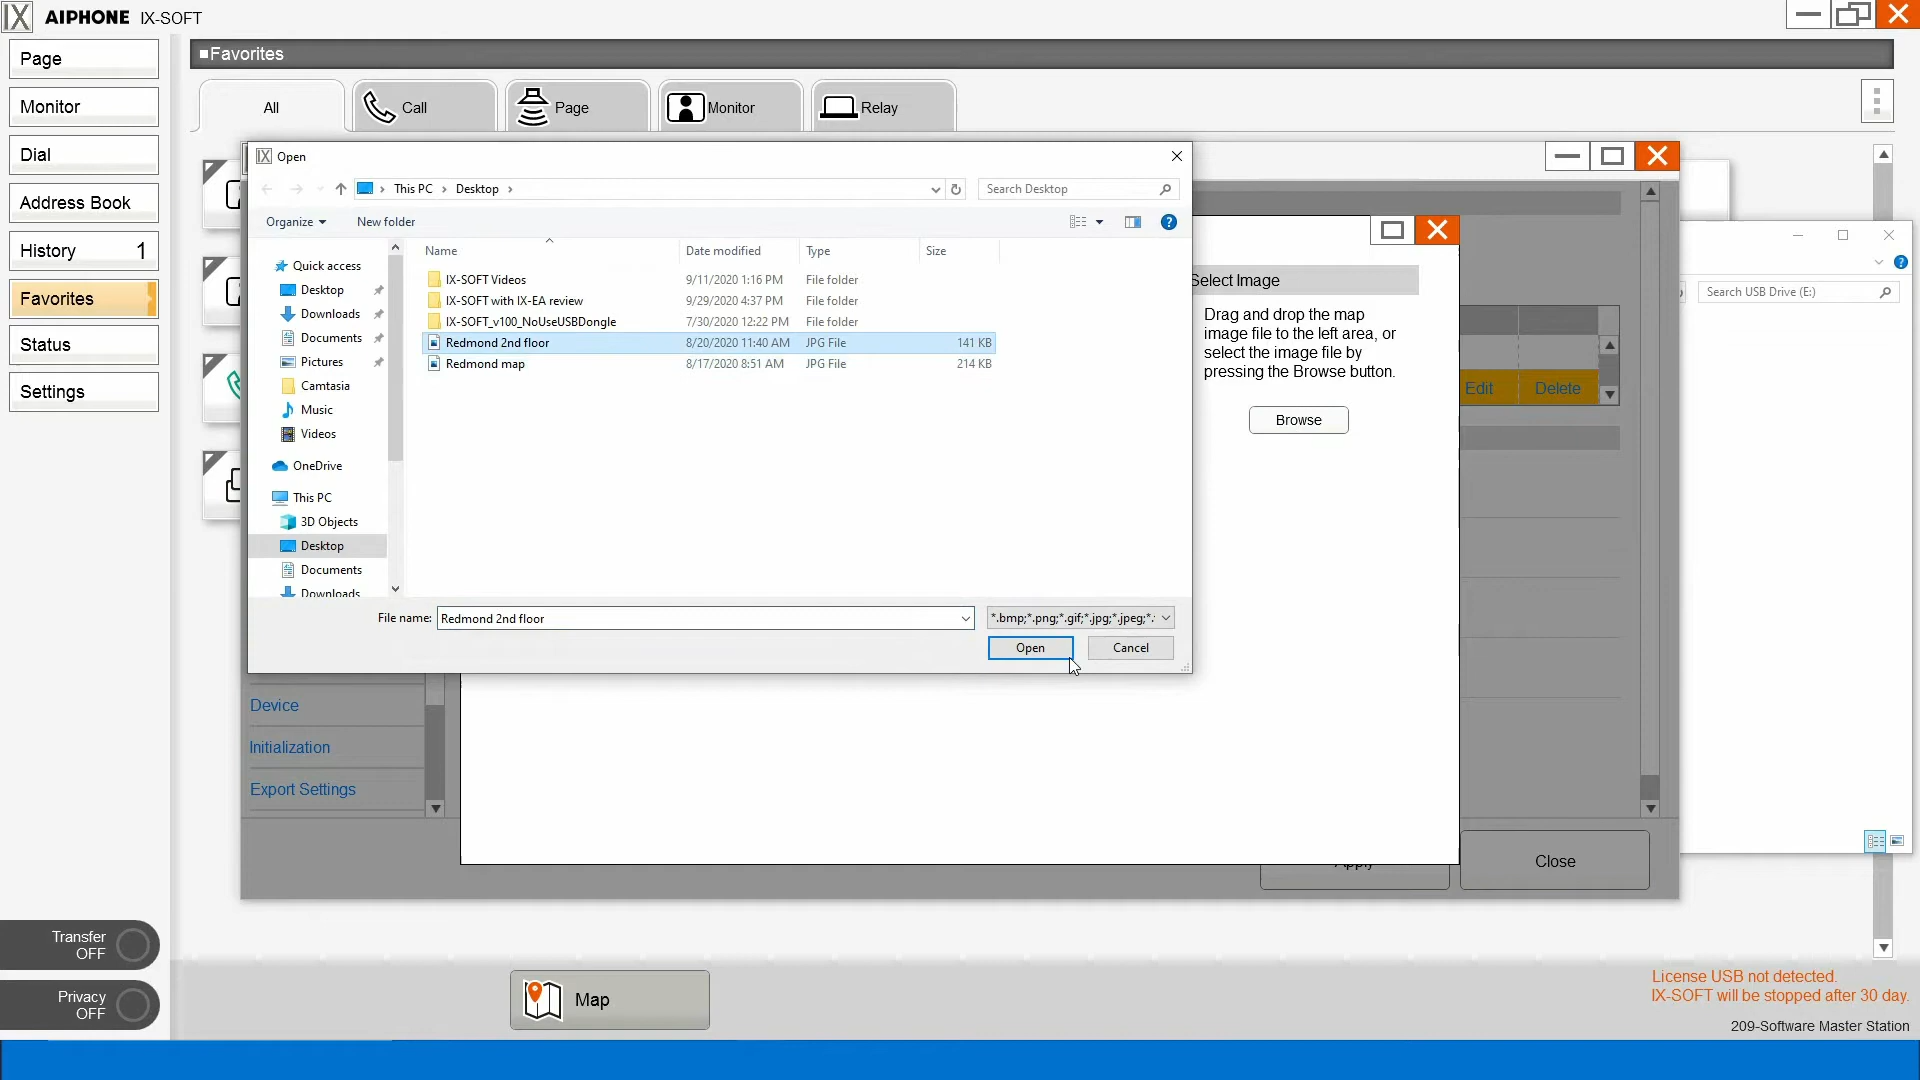 AIPHONE IX-SOFT
Page
Monitor
Dial
Address Book
History 1
Favorites
Status
Settings
Transfer
OFF
Privacy
OFF
■Favorites
All
Call
Page
Monitor
Relay
IX Open
This PC › Desktop ›
Search Desktop
Organize
New folder
Name
Date modified
Type
Size
IX-SOFT Videos 9/11/2020 1:16 PM File folder
IX-SOFT with IX-EA review 9/29/2020 4:37 PM File folder
IX-SOFT_v100_NoUseUSBDongle 7/30/2020 12:22 PM File folder
Redmond 2nd floor 8/20/2020 11:40 AM JPG File 141 KB
Redmond map 8/17/2020 8:51 AM JPG File 214 KB
Quick access
Desktop
Downloads
Documents
Pictures
Camtasia
Music
Videos
OneDrive
This PC
3D Objects
Desktop
Documents
Downloads
File name: Redmond 2nd floor
*.bmp;*.png;*.gif;*.jpg;*.jpeg;*.
Open
Cancel
Select Image
Drag and drop the map
image file to the left area, or
select the image file by
pressing the Browse button.
Browse
Edit
Delete
Search USB Drive (E:)
Device
Initialization
Export Settings
Apply
Close
Map
License USB not detected.
IX-SOFT will be stopped after 30 day.
209-Software Master Station